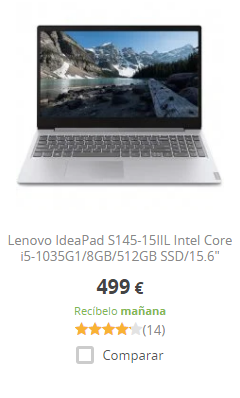 Lenovo IdeaPad S145-15IIL Intel Core
i5-1035G1/8GB/512GB SSD/15.6"
499 €
Recíbelo mañana
(14)
Comparar